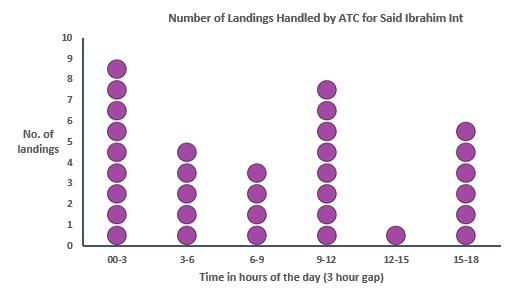 Number of Landings Handled by ATC for Said Ibrahim Int
10
9
8
7
6
5
4
3
2
1
0
No. of
landings
00-3 3-6 6-9 9-12 12-15 15-18
Time in hours of the day (3 hour gap)